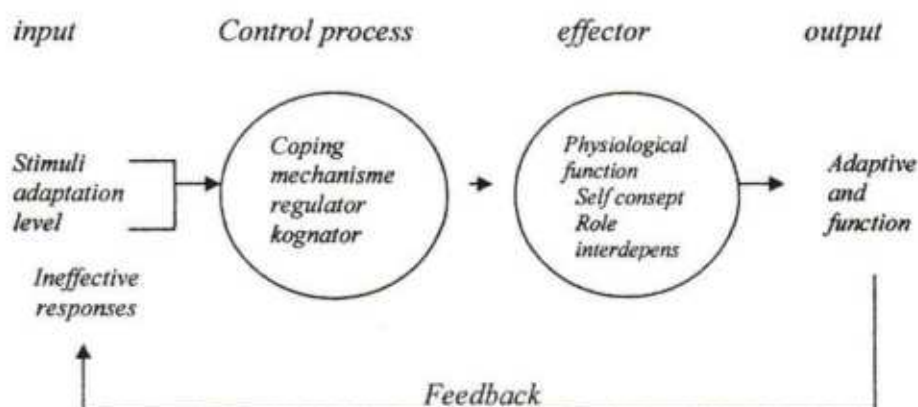 input Control process effector output
Stimuli
adaptation
level
Ineffective
responses
Coping
mechanisme
regulator
kognator
Physiological
function
Self consept
Role
interdepens
Adaptive
and
function
Feedback